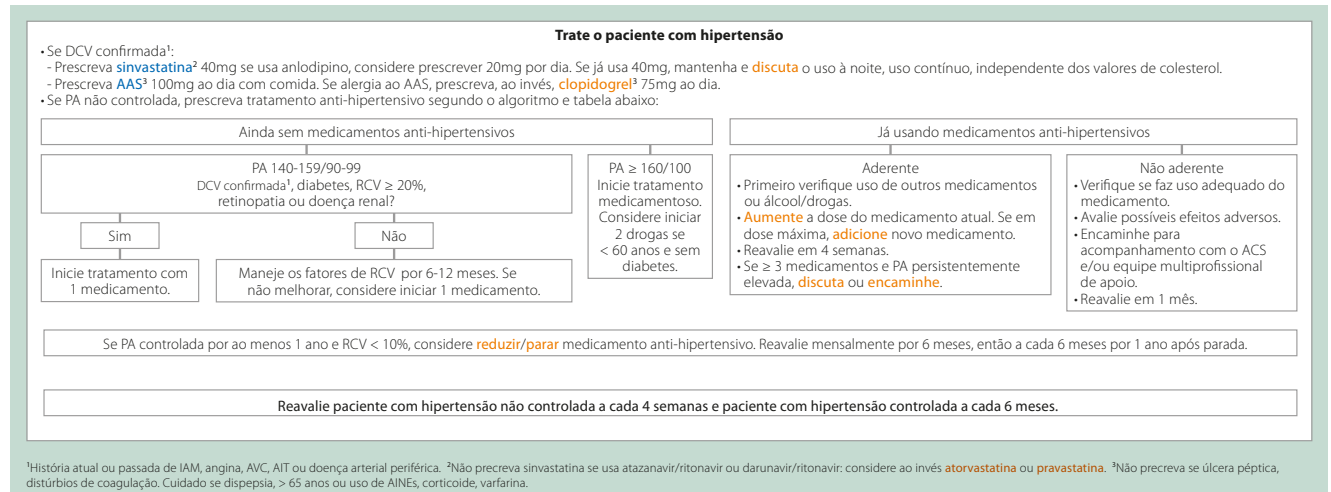 Trate o paciente com hipertensão
• Se DCV confirmada¹:
- Prescreva sinvastatina² 40mg se usa anlodipino, considere prescrever 20mg por dia. Se já usa 40mg, mantenha e discuta o uso à noite, uso contínuo, independente dos valores de colesterol.
- Prescreva AAS³ 100mg ao dia com comida. Se alergia ao AAS, prescreva, ao invés, clopidogrel³ 75mg ao dia.
• Se PA não controlada, prescreva tratamento anti-hipertensivo segundo o algoritmo e tabela abaixo:
Ainda sem medicamentos anti-hipertensivos
PA 140-159/90-99
DCV confirmada¹, diabetes, RCV ≥ 20%,
retinopatia ou doença renal?
Sim
Inicie tratamento com
1 medicamento.
Não
Maneje os fatores de RCV por 6-12 meses. Se
não melhorar, considere iniciar 1 medicamento.
PA ≥ 160/100
Inicie tratamento
medicamentoso.
Considere iniciar
2 drogas se
< 60 anos e sem
diabetes.
Já usando medicamentos anti-hipertensivos
Aderente
• Primeiro verifique uso de outros medicamentos
ou álcool/drogas.
• Aumente a dose do medicamento atual. Se em
dose máxima, adicione novo medicamento.
• Reavalie em 4 semanas.
• Se ≥ 3 medicamentos e PA persistentemente
elevada, discuta ou encaminhe.
Não aderente
• Verifique se faz uso adequado do
medicamento.
• Avalie possíveis efeitos adversos.
• Encaminhe para
acompanhamento com o ACS
e/ou equipe multiprofissional
de apoio.
• Reavalie em 1 mês.
Se PA controlada por ao menos 1 ano e RCV < 10%, considere reduzir/parar medicamento anti-hipertensivo. Reavalie mensalmente por 6 meses, então a cada 6 meses por 1 ano após parada.
Reavalie paciente com hipertensão não controlada a cada 4 semanas e paciente com hipertensão controlada a cada 6 meses.
¹História atual ou passada de IAM, angina, AVC, AIT ou doença arterial periférica. ²Não precreva sinvastatina se usa atazanavir/ritonavir ou darunavir/ritonavir: considere ao invés atorvastatina ou pravastatina. ³Não precreva se úlcera péptica,
distúrbios de coagulação. Cuidado se dispepsia, > 65 anos ou uso de AINEs, corticoide, varfarina.